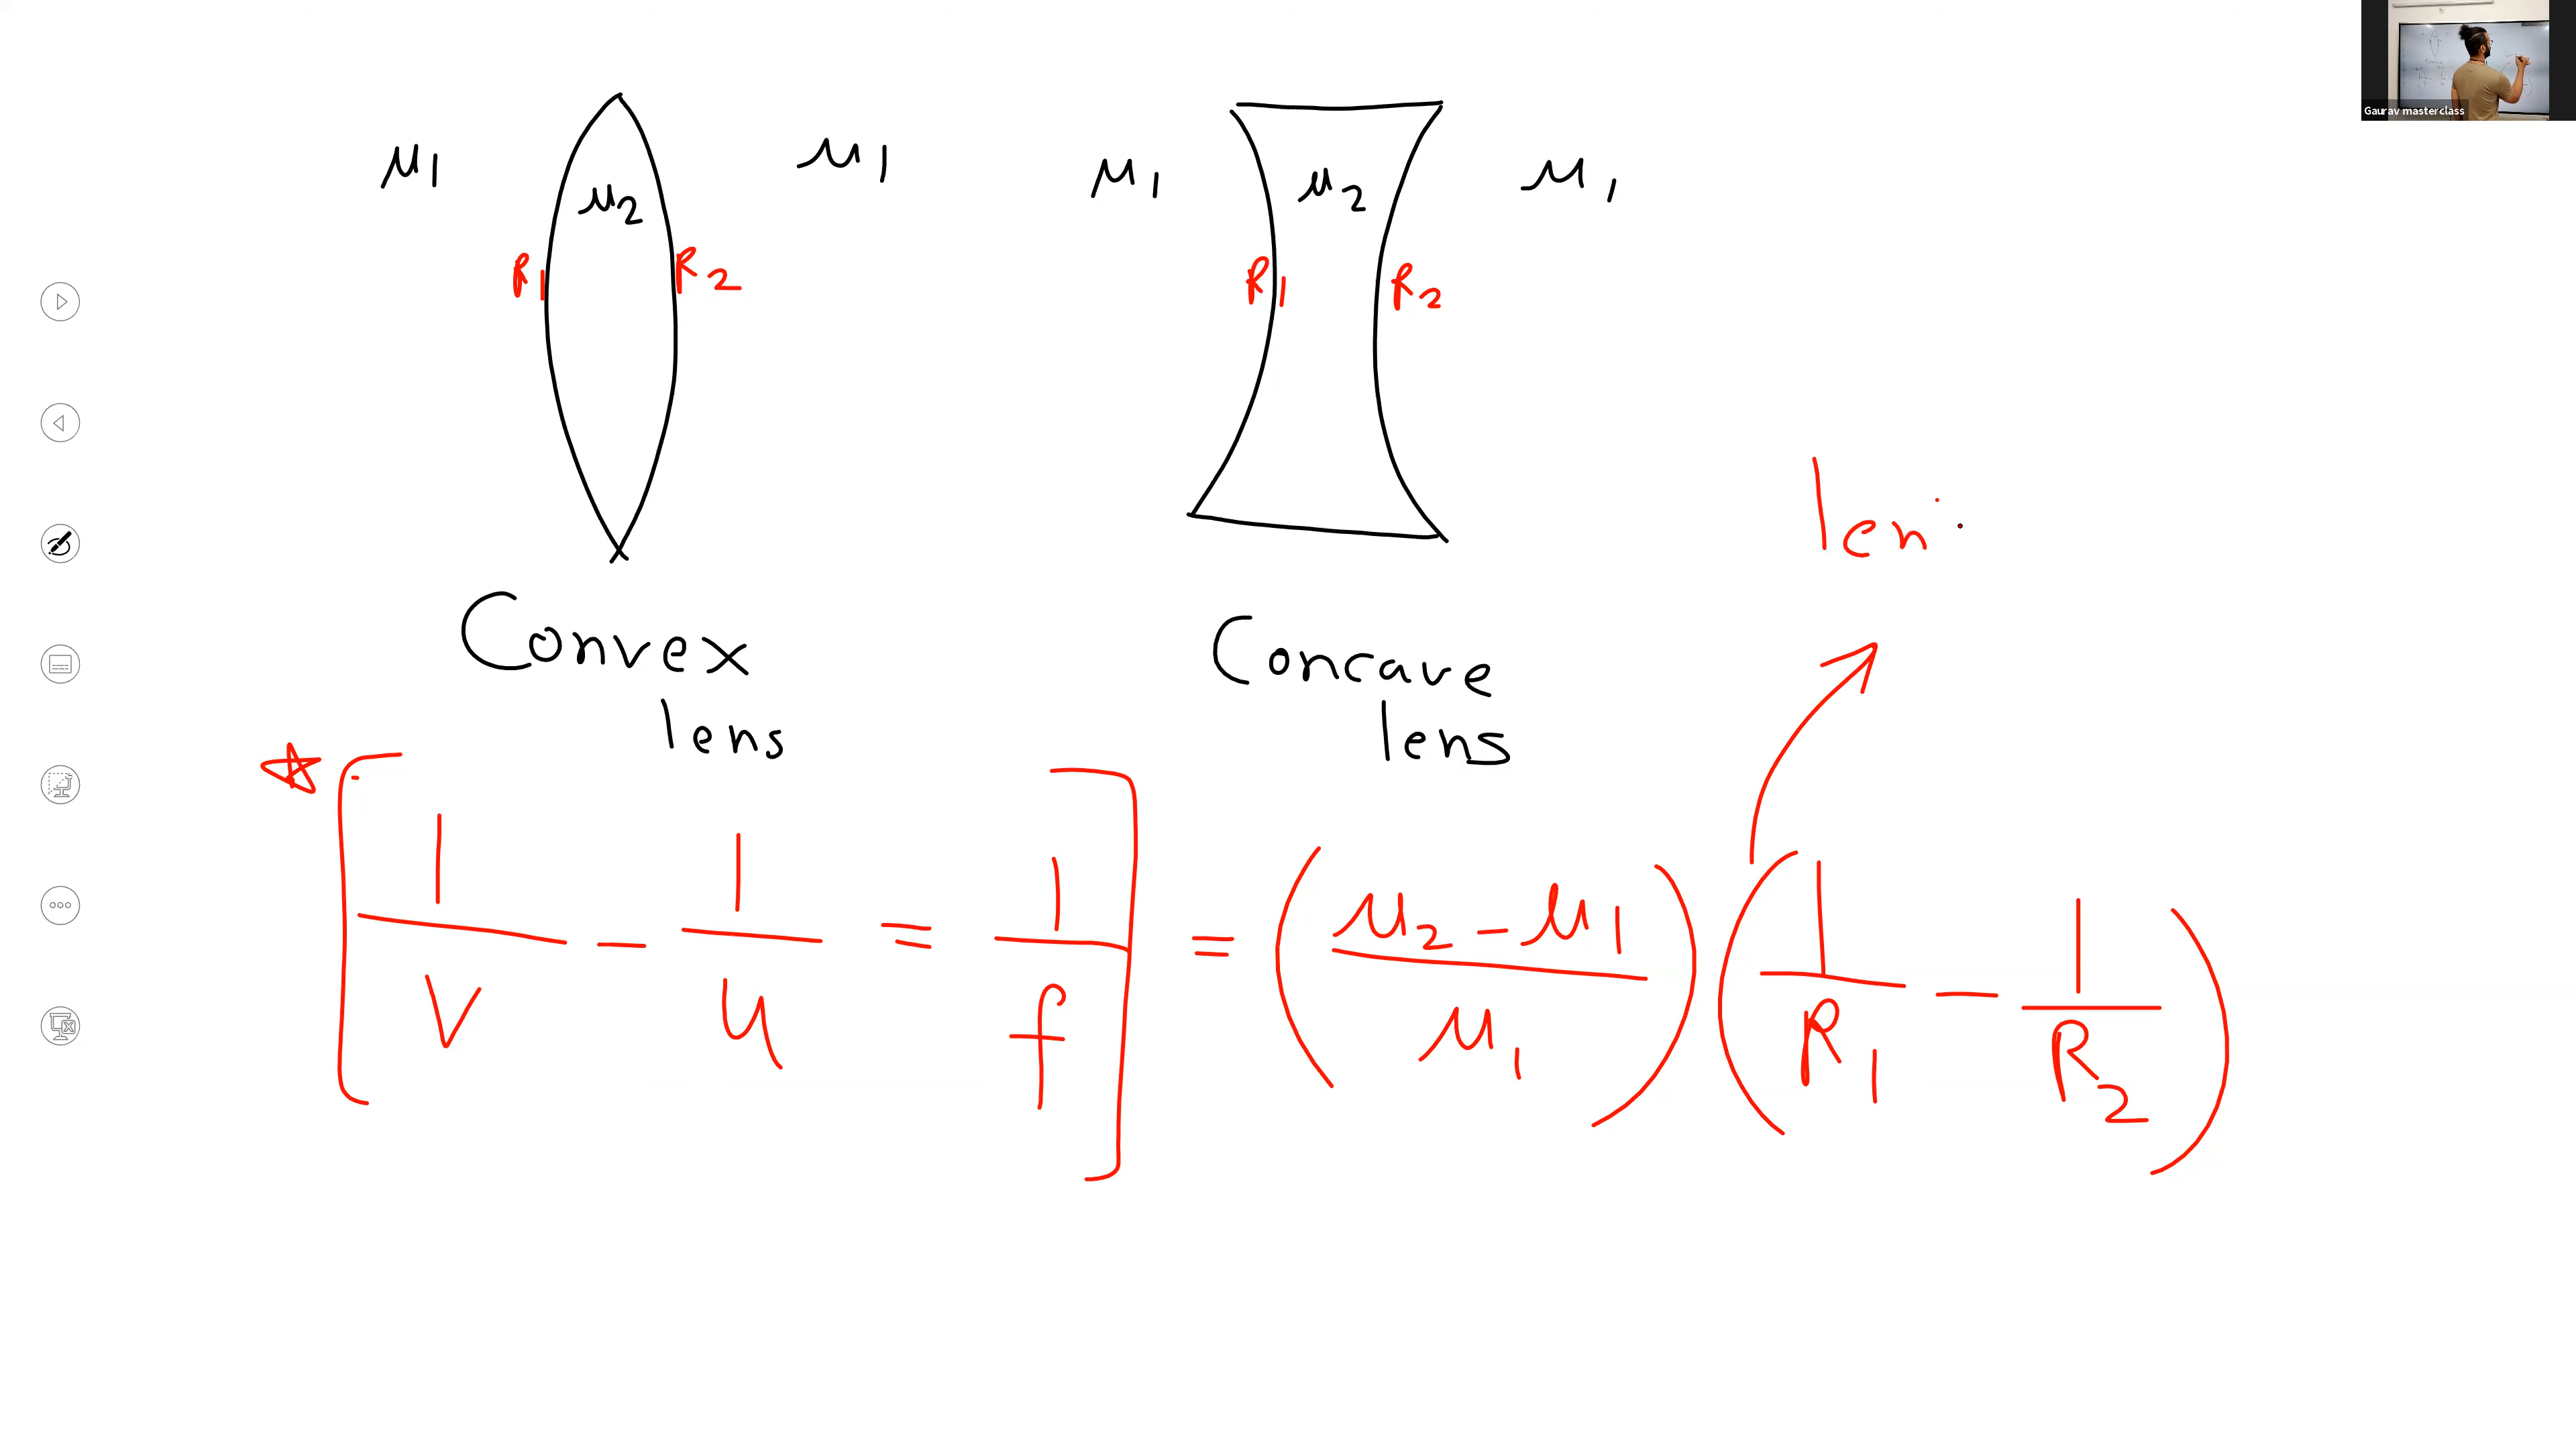 Gaurav masterclass
μ1 μ2 μ1
R1 R2
Convex
lens
μ1 μ2 μ1
R1 R2
Concave
lens
len
[1/v - 1/u = 1/f] = (μ2 - μ1 / μ1) (1/R1 - 1/R2)